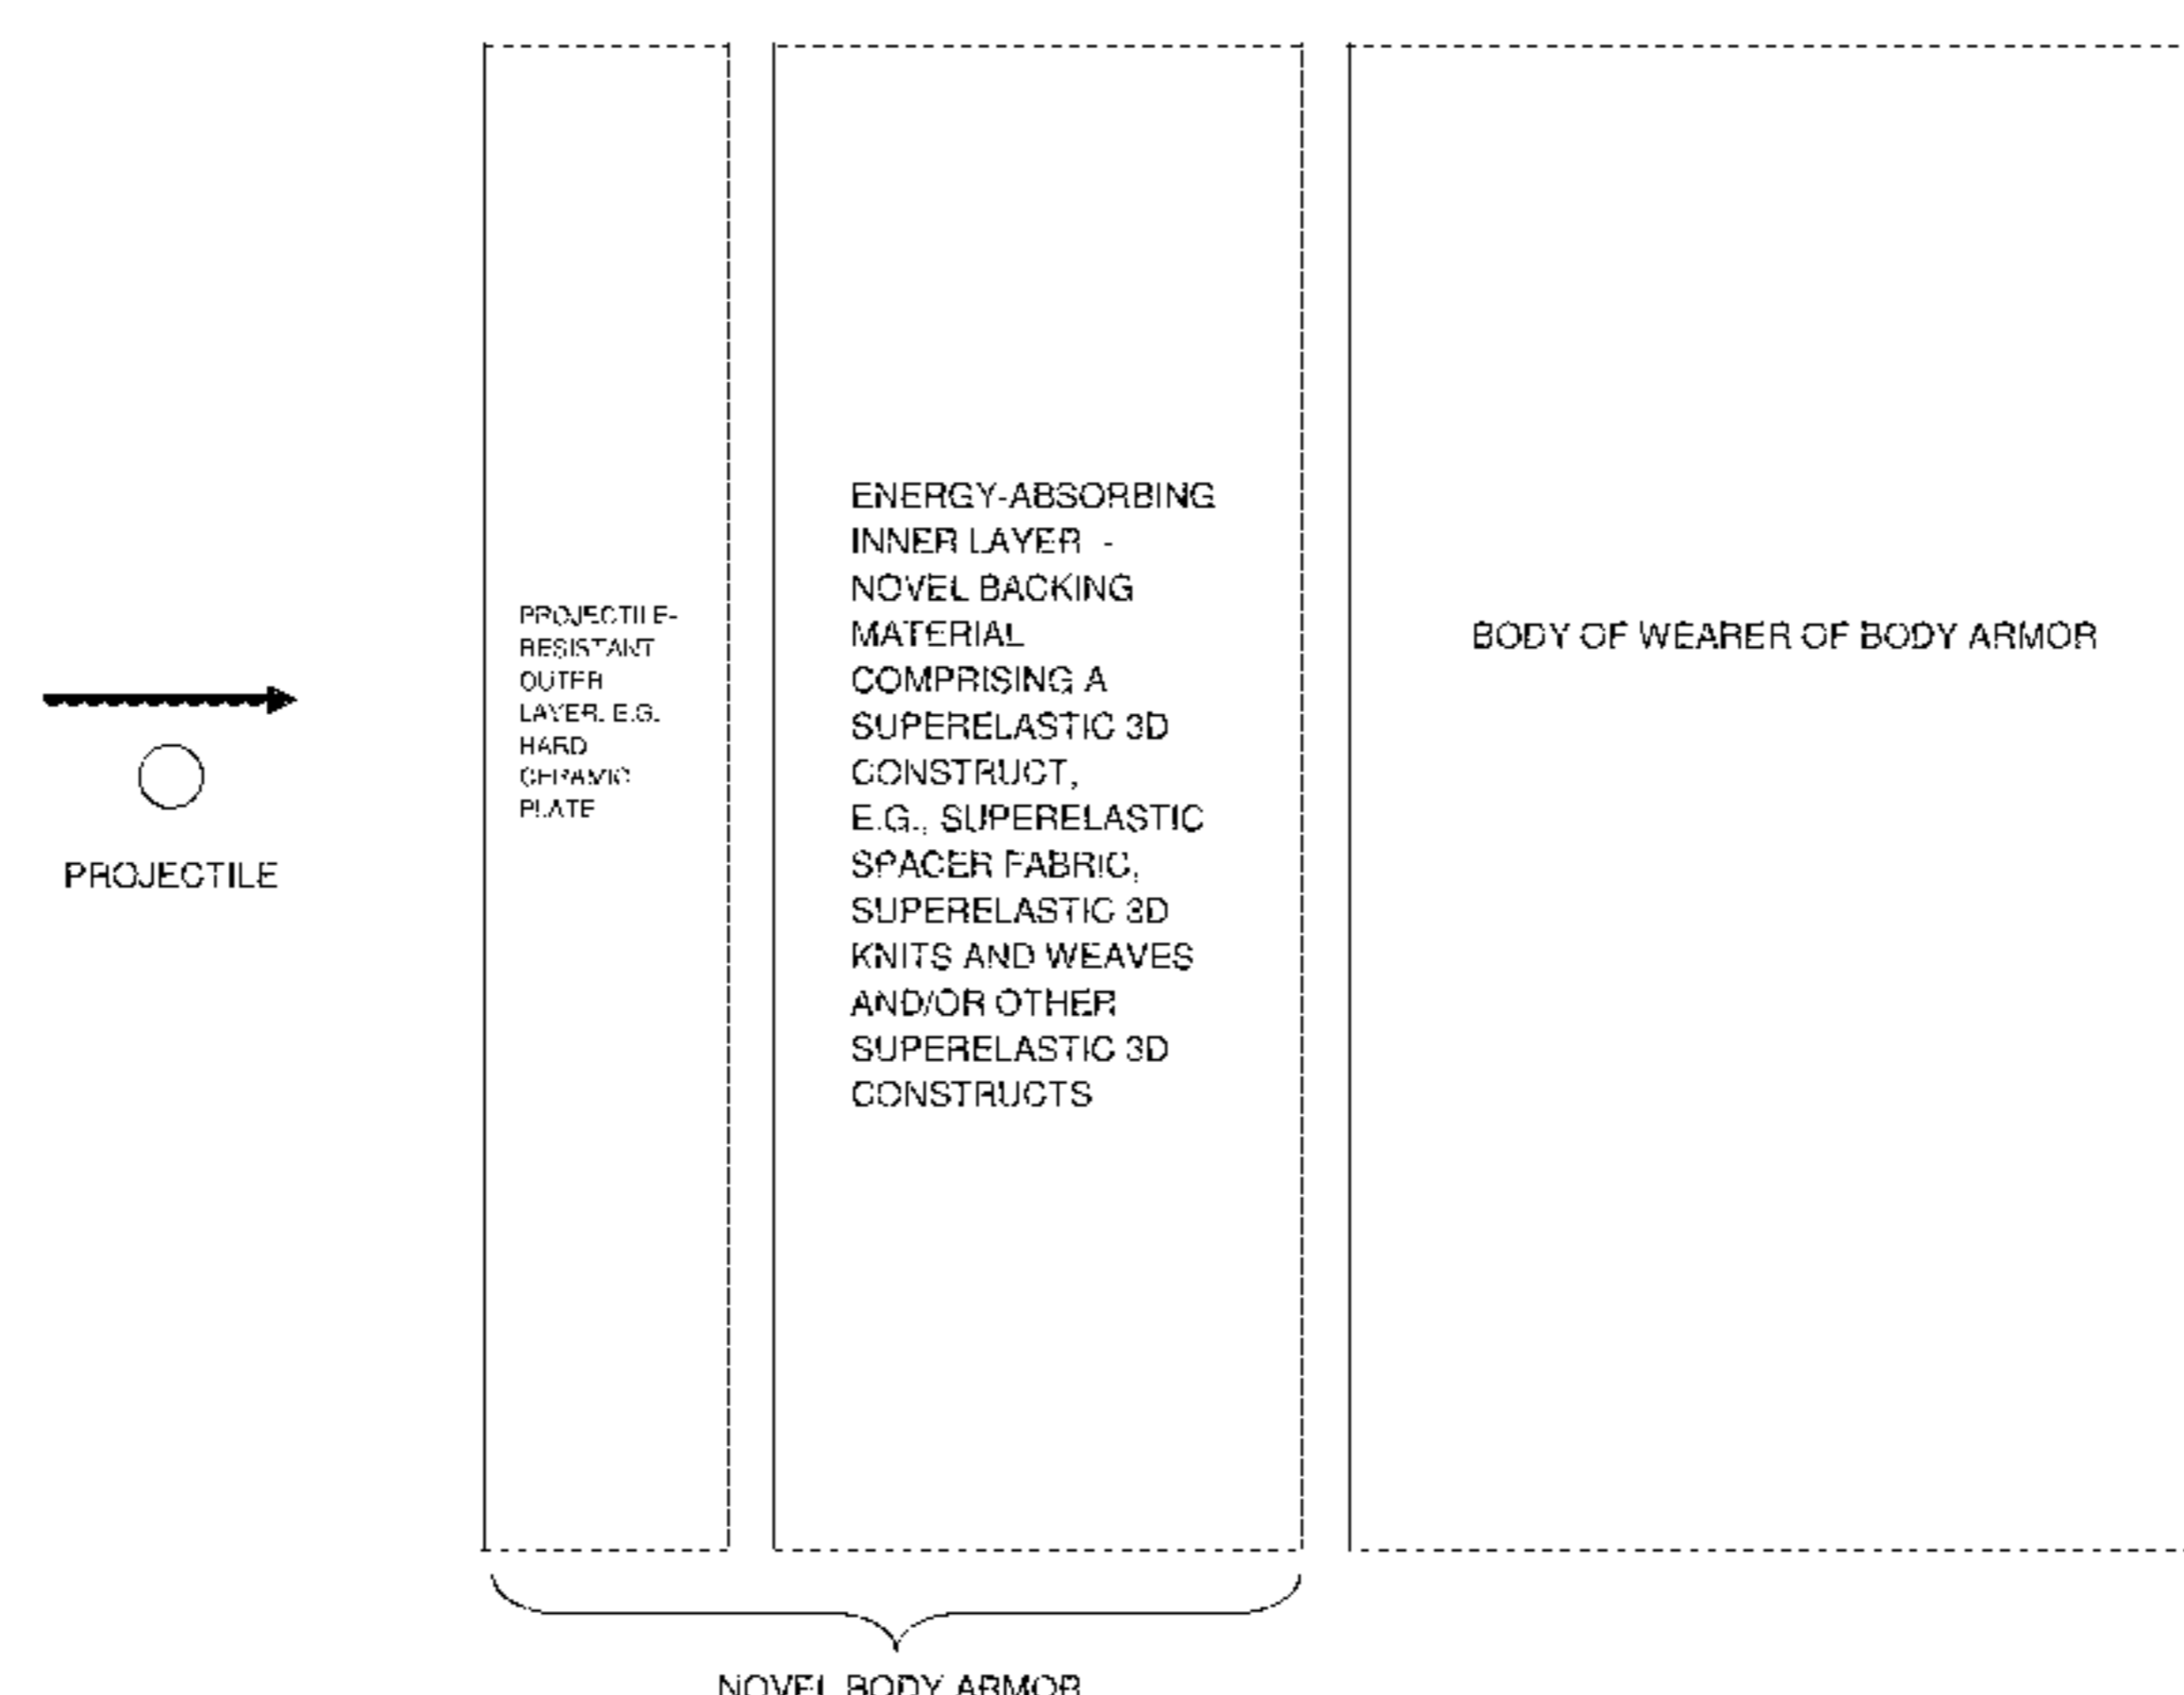 PROJECTILE
PROJECTILE-
RESISTANT
OUTER
LAYER, E.G.
HARD
CERAMIC
PLATE
ENERGY-ABSORBING
INNER LAYER -
NOVEL BACKING
MATERIAL
COMPRISING A
SUPERELASTIC 3D
CONSTRUCT,
E.G., SUPERELASTIC
SPACER FABRIC,
SUPERELASTIC 3D
KNITS AND WEAVES
AND/OR OTHER
SUPERELASTIC 3D
CONSTRUCTS
BODY OF WEARER OF BODY ARMOR
NOVEL BODY ARMOR